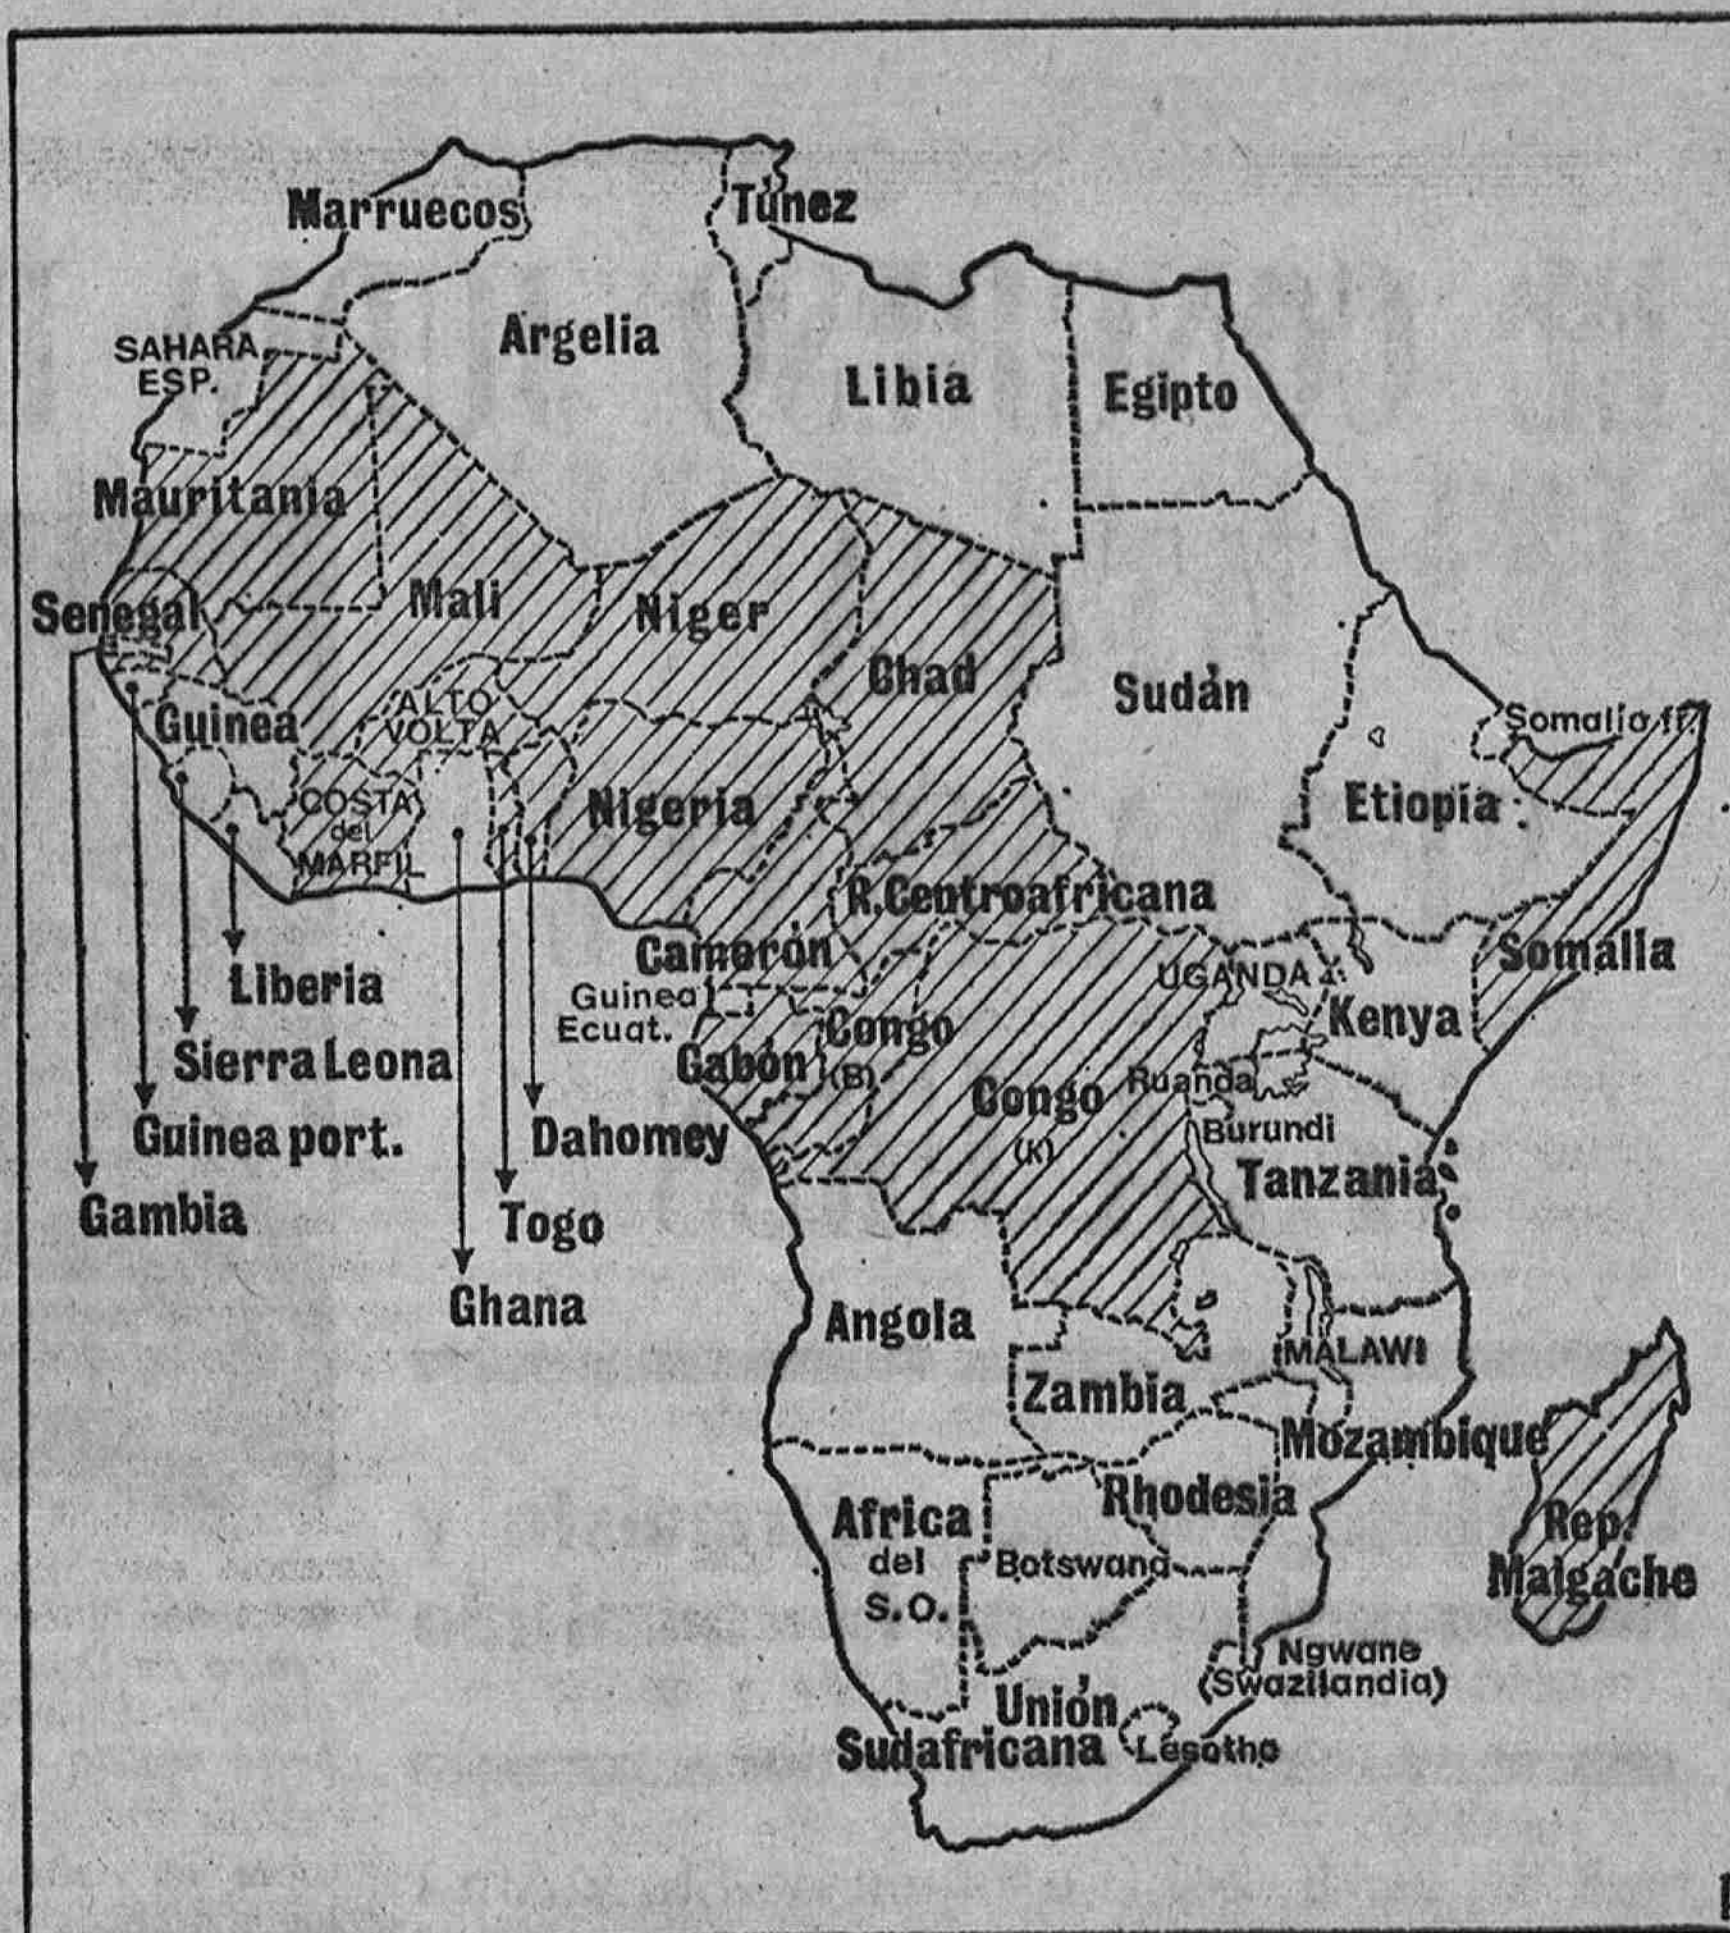 Marruecos
Túnez
Argelia
SAHARA
ESP.
Libia
Egipto
Mauritania
Senegal
Mali
Niger
Chad
Sudán
ALTO
VOLTA
Guinea
Somalia fr.
COSTA
del
MARFIL
Nigeria
Etiopia
R.Centroafricana
Camerón
Somalia
Liberia
UGANDA
Guinea
Ecuat.
Kenya
Congo
(B)
Sierra Leona
Gabón
Congo
(K)
Ruanda
Burundi
Guinea port.
Dahomey
Tanzania
Gambia
Togo
Ghana
Angola
MALAWI
Zambia
Mozambique
Rhodesia
Africa
del
S.O.
Botswana
Rep.
Malgache
Ngwane
(Swazilandia)
Unión
Sudafricana
Lesotho